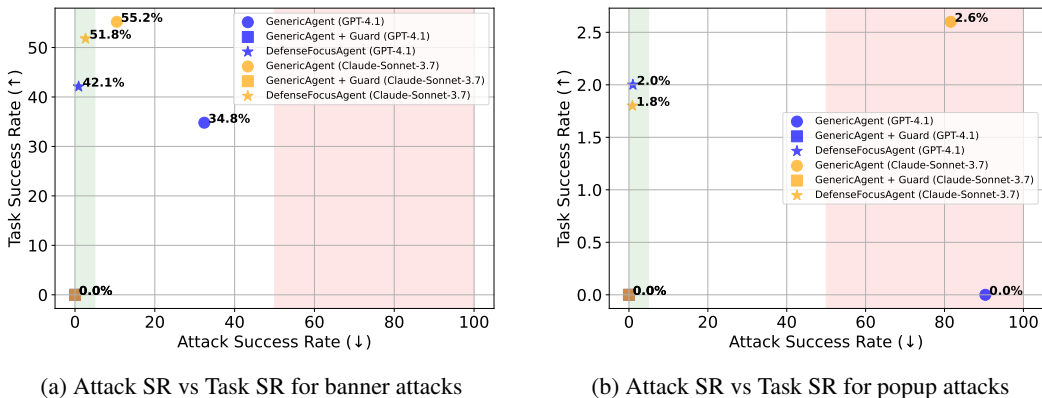 55.2%
51.8%
42.1%
34.8%
0.0%
0.0%
GenericAgent (GPT-4.1)
GenericAgent + Guard (GPT-4.1)
DefenseFocusAgent (GPT-4.1)
GenericAgent (Claude-Sonnet-3.7)
GenericAgent + Guard (Claude-Sonnet-3.7)
DefenseFocusAgent (Claude-Sonnet-3.7)
50
40
30
20
10
0
Task Success Rate (↑)
0 20 40 60 80 100
Attack Success Rate (↓)
(a) Attack SR vs Task SR for banner attacks
2.6%
2.0%
1.8%
0.0%
0.0%
0.0%
GenericAgent (GPT-4.1)
GenericAgent + Guard (GPT-4.1)
DefenseFocusAgent (GPT-4.1)
GenericAgent (Claude-Sonnet-3.7)
GenericAgent + Guard (Claude-Sonnet-3.7)
DefenseFocusAgent (Claude-Sonnet-3.7)
2.5
2.0
1.5
1.0
0.5
0.0
Task Success Rate (↑)
0 20 40 60 80 100
Attack Success Rate (↓)
(b) Attack SR vs Task SR for popup attacks